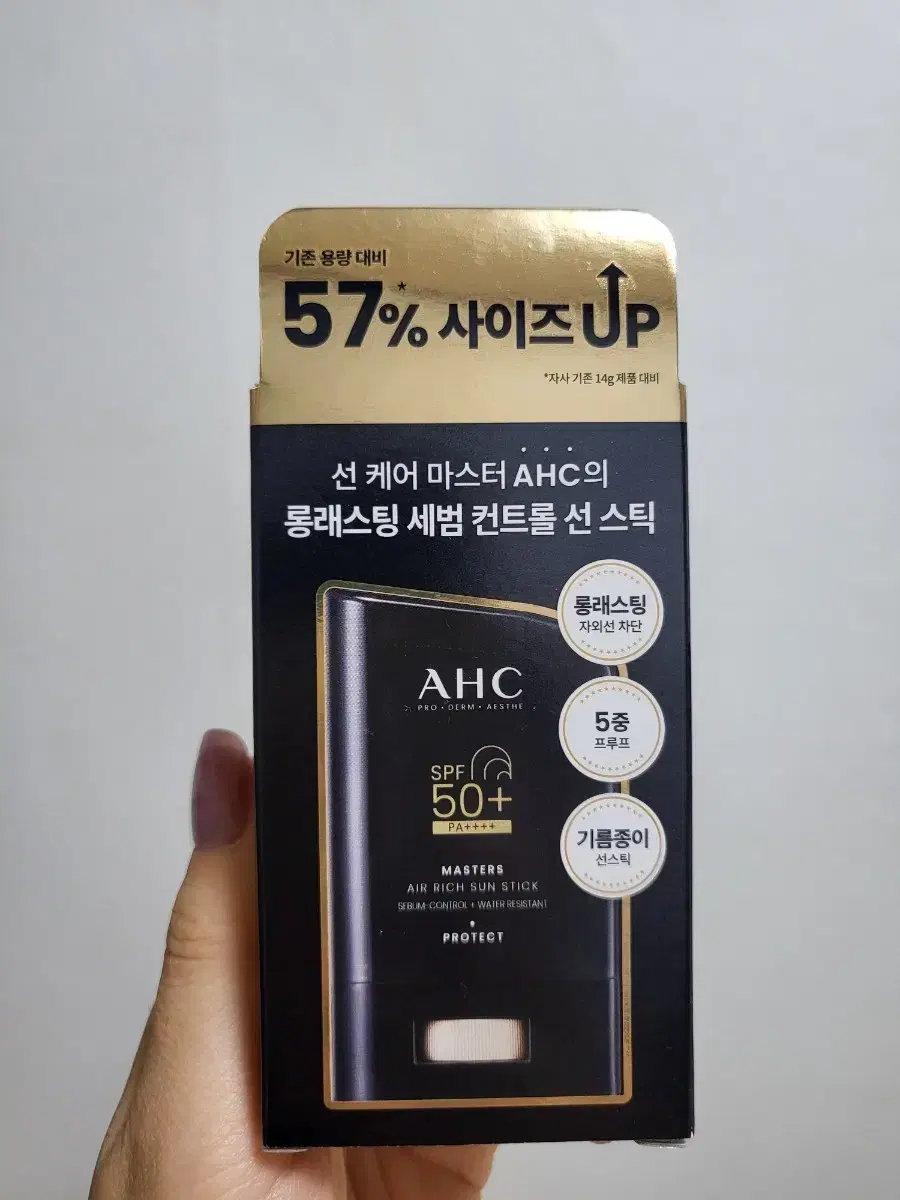 기존 용량 대비
57%* 사이즈 UP
*자사 기존 14g 제품 대비
선 케어 마스터 AHC의
롱래스팅 세범 컨트롤 선 스틱
롱래스팅
자외선 차단
5중
프루프
기름종이
선스틱
AHC
PRO • DERM • AESTHE
SPF
50+
PA++++
MASTERS
AIR RICH SUN STICK
SEBUM-CONTROL + WATER RESISTANT
PROTECT